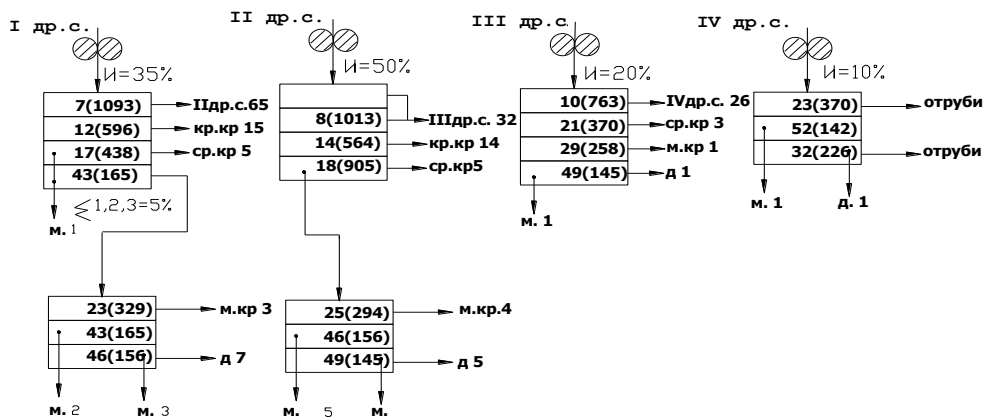 I др.с.
II др.с.
III др.с
IV др.с.
И=35%
И=50%
И=20%
И=10%
7(1093)
IIдр.с.65
12(596)
кр.кр 15
17(438)
ср.кр 5
43(165)
1,2,3=5%
м. 1
8(1013)
IIIдр.с. 32
14(564)
кр.кр 14
18(905)
ср.кр5
10(763)
IVдр.с. 26
21(370)
ср.кр 3
29(258)
м.кр 1
49(145)
д 1
м. 1
23(370)
отруби
52(142)
32(226)
отруби
м. 1
д. 1
23(329)
м.кр 3
43(165)
46(156)
д 7
м. 2
м. 3
25(294)
м.кр.4
46(156)
49(145)
д 5
м. 5
м.